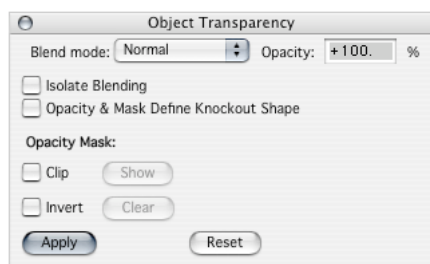 Object Transparency
Blend mode: Normal Opacity: +100. %
Isolate Blending
Opacity & Mask Define Knockout Shape
Opacity Mask:
Clip Show
Invert Clear
Apply Reset